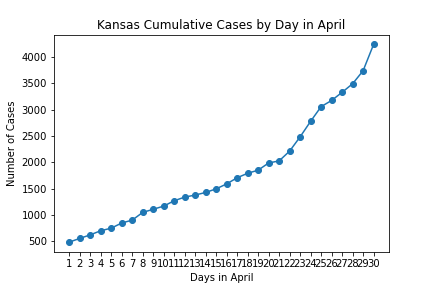 Kansas Cumulative Cases by Day in April
Number of Cases
4000
3500
3000
2500
2000
1500
1000
500
1 2 3 4 5 6 7 8 9 10 11 12 13 14 15 16 17 18 19 20 21 22 23 24 25 26 27 28 29 30
Days in April